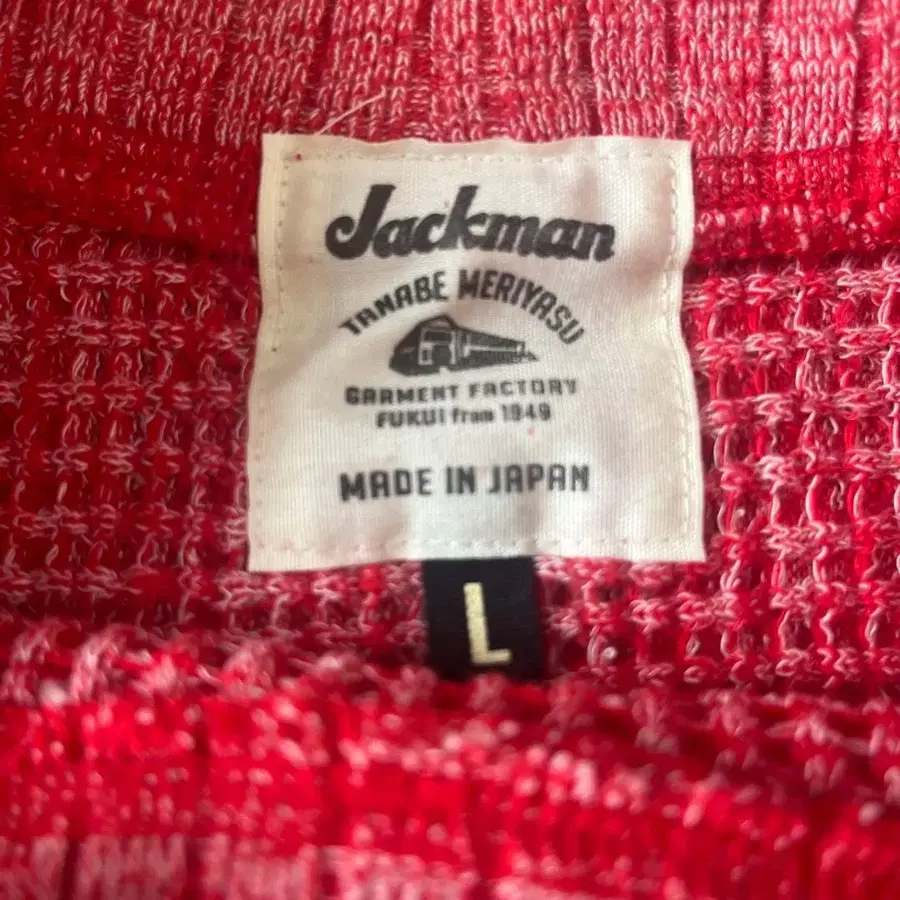 Jackman
TANABE MERIYASU
GARMENT FACTORY
FUKUI from 1949
MADE IN JAPAN
L